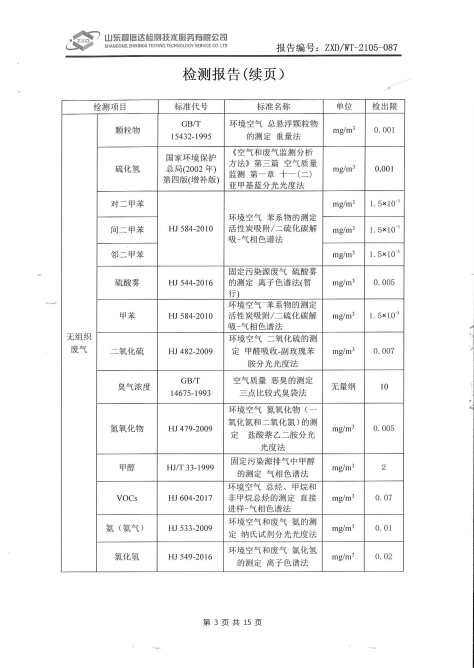 ZXD
山东智信达检测技术服务有限公司
SHANDONG ZHIXINDA TESTING TECHNOLOGY SERVICE CO. LTD
报告编号：ZXD/WT-2105-087
检测报告(续页)
检测项目 标准代号 标准名称 单位 检出限
无组织
废气
颗粒物
GB/T
15432-1995
环境空气 总悬浮颗粒物
的测定 重量法
mg/m³ 0.001
硫化氢
国家环境保护
总局(2002 年)
第四版(增补版)
《空气和废气监测分析
方法》第三篇 空气质量
监测 第一章 十一(二)
亚甲基蓝分光光度法
mg/m³ 0.001
对二甲苯
间二甲苯
邻二甲苯
HJ 584-2010
环境空气 苯系物的测定
活性炭吸附/二硫化碳解
吸-气相色谱法
mg/m³ 1.5×10⁻³
mg/m³ 1.5×10⁻³
mg/m³ 1.5×10⁻³
硫酸雾 HJ 544-2016
固定污染源废气 硫酸雾
的测定 离子色谱法(暂
行)
mg/m³ 0.005
甲苯 HJ 584-2010
环境空气 苯系物的测定
活性炭吸附/二硫化碳解
吸-气相色谱法
mg/m³ 1.5×10⁻³
二氧化硫 HJ 482-2009
环境空气 二氧化硫的测
定 甲醛吸收-副玫瑰苯
胺分光光度法
mg/m³ 0.007
臭气浓度
GB/T
14675-1993
空气质量 恶臭的测定
三点比较式臭袋法
无量纲 10
氮氧化物 HJ 479-2009
环境空气 氮氧化物（一
氧化氮和二氧化氮)的测
定 盐酸萘乙二胺分光
光度法
mg/m³ 0.005
甲醇 HJ/T 33-1999
固定污染源排气中甲醇
的测定 气相色谱法
mg/m³ 2
VOCs HJ 604-2017
环境空气 总烃、甲烷和
非甲烷总烃的测定 直接
进样-气相色谱法
mg/m³ 0.07
氨（氨气） HJ 533-2009
环境空气和废气 氨的测
定 纳氏试剂分光光度法
mg/m³ 0.01
氯化氢 HJ 549-2016
环境空气和废气 氯化氢
的测定 离子色谱法
mg/m³ 0.02
第 3 页 共 15 页